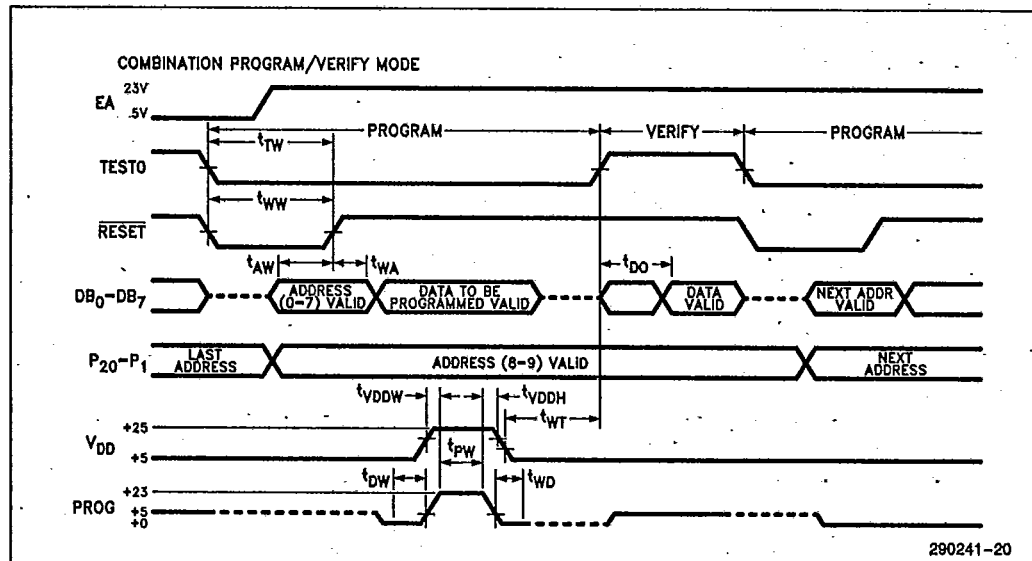 COMBINATION PROGRAM/VERIFY MODE
EA
23V
.5V
PROGRAM
VERIFY
PROGRAM
tTW
TEST0
tWW
RESET
tAW
tWA
tDO
DB0–DB7
ADDRESS
(0–7) VALID
DATA TO BE
PROGRAMMED VALID
DATA
VALID
NEXT ADDR
VALID
P20–P1
LAST
ADDRESS
ADDRESS (8–9) VALID
NEXT
ADDRESS
tVDDW
tVDDH
tWT
VDD
+25
+5
tPW
tDW
tWD
PROG
+23
+5
+0
290241–20